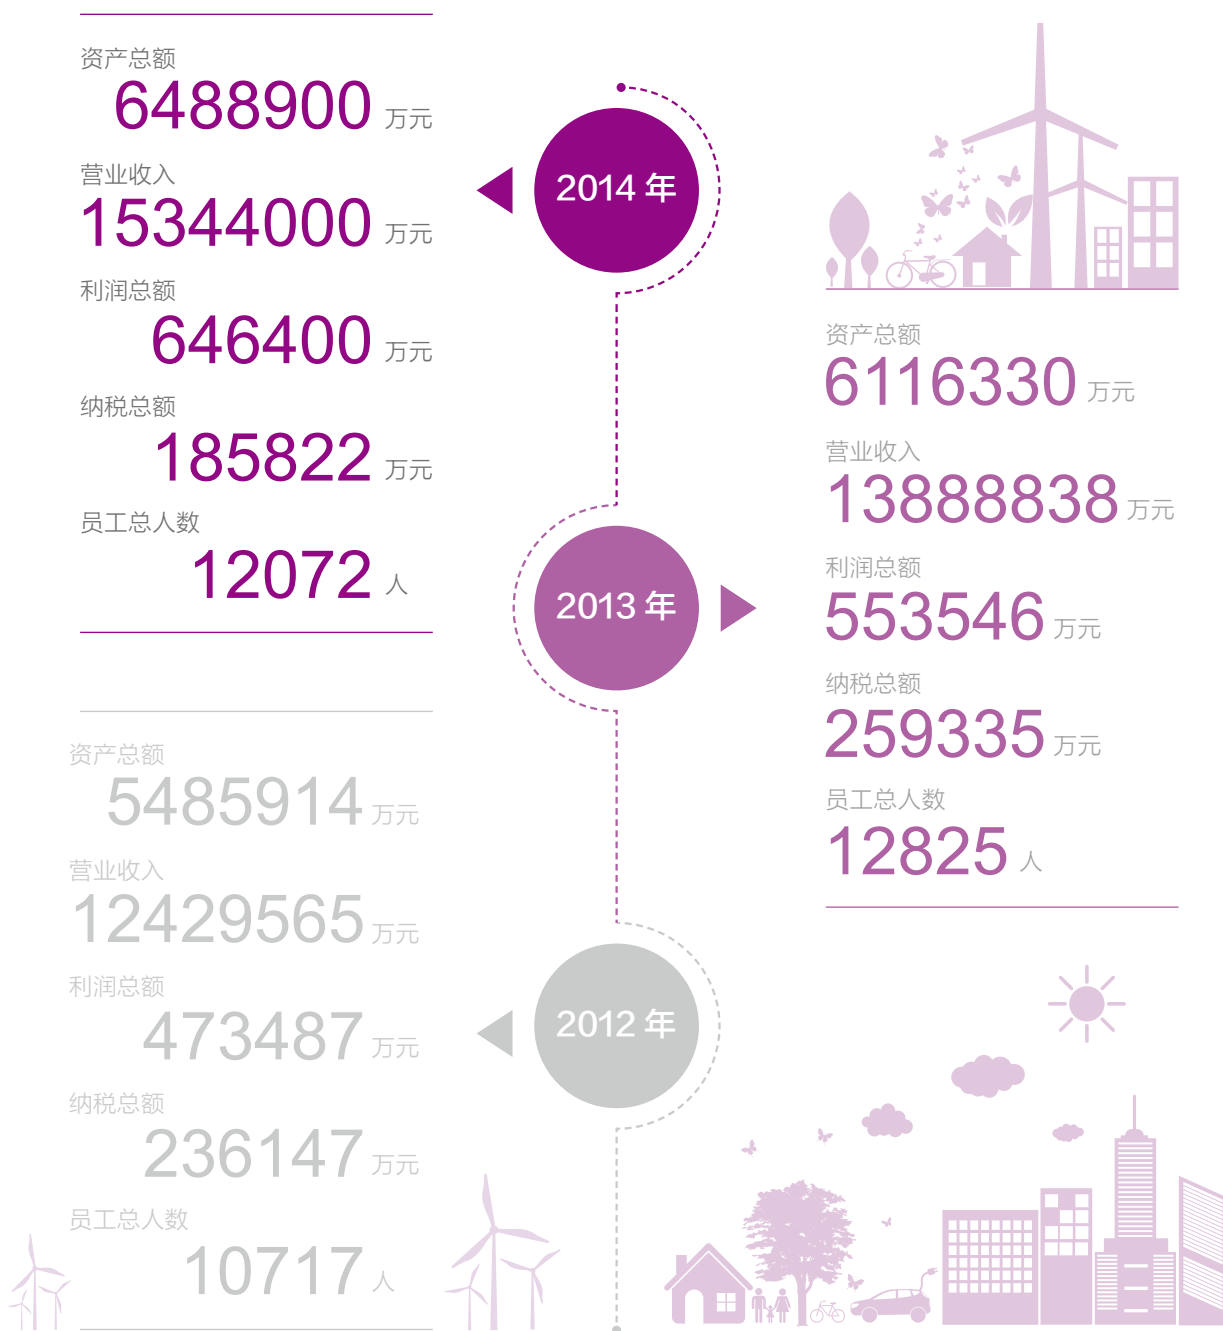 2014 年
资产总额
6488900 万元
营业收入
15344000 万元
利润总额
646400 万元
纳税总额
185822 万元
员工总人数
12072 人
2013 年
资产总额
6116330 万元
营业收入
13888838 万元
利润总额
553546 万元
纳税总额
259335 万元
员工总人数
12825 人
2012 年
资产总额
5485914 万元
营业收入
12429565 万元
利润总额
473487 万元
纳税总额
236147 万元
员工总人数
10717 人